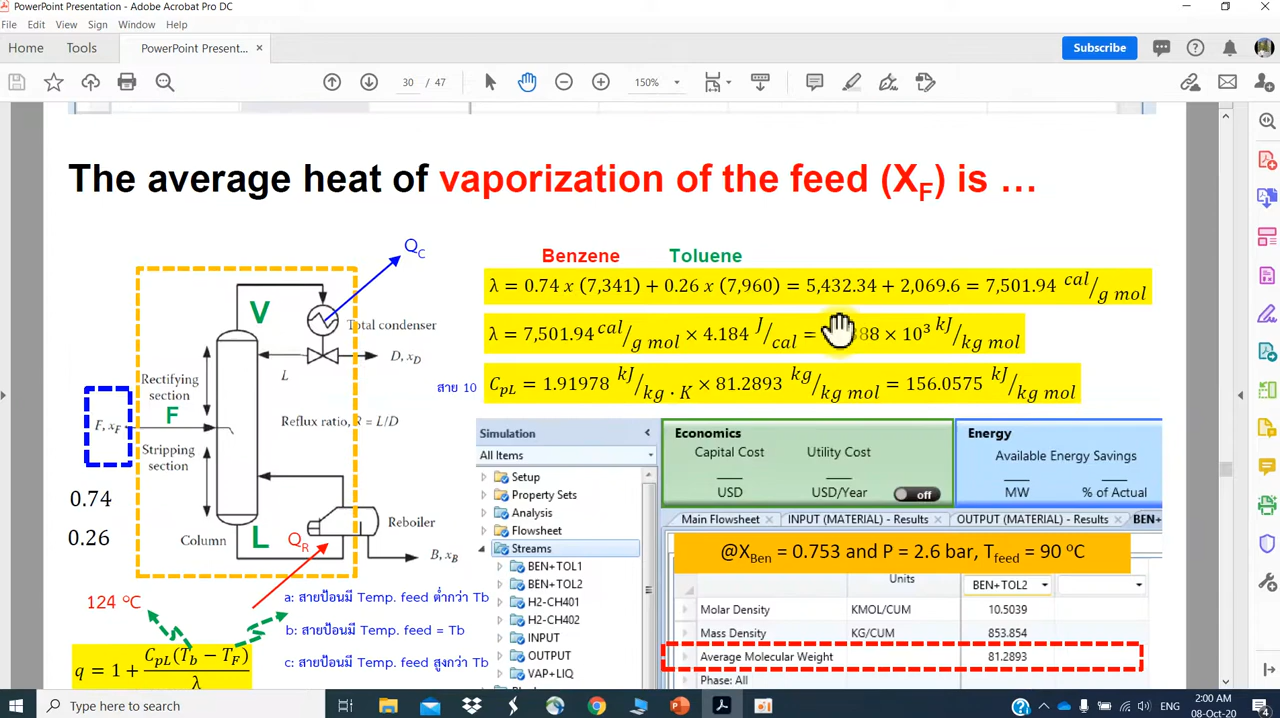 PowerPoint Presentation - Adobe Acrobat Pro DC
File Edit View Sign Window Help
Home Tools PowerPoint Present... × Subscribe
30 / 47 150%
The average heat of vaporization of the feed (XF) is …
Benzene Toluene
λ = 0.74 x (7,341) + 0.26 x (7,960) = 5,432.34 + 2,069.6 = 7,501.94 cal/g mol
λ = 7,501.94 cal/g mol × 4.184 J/cal = 388 × 10³ kJ/kg mol
สาย 10 CpL = 1.91978 kJ/kg · K × 81.2893 kg/kg mol = 156.0575 kJ/kg mol
QC
V
Total condenser
D, xD
L
Rectifying section
F, xF F
Reflux ratio, R = L/D
Stripping section
0.74
0.26
Reboiler
Column L QR
B, xB
124 °C
a: สายป้อนมี Temp. feed ต่ำกว่า Tb
b: สายป้อนมี Temp. feed = Tb
c: สายป้อนมี Temp. feed สูงกว่า Tb
q = 1 + CpL(Tb − TF)/λ
Simulation
All Items
Setup
Property Sets
Analysis
Flowsheet
Streams
BEN+TOL1
BEN+TOL2
H2-CH401
H2-CH402
INPUT
OUTPUT
VAP+LIQ
Economics
Capital Cost Utility Cost
USD USD/Year off
Energy
Available Energy Savings
MW % of Actual
Main Flowsheet × INPUT (MATERIAL) - Results × OUTPUT (MATERIAL) - Results × BEN+
@XBen = 0.753 and P = 2.6 bar, Tfeed = 90 °C
Units BEN+TOL2
Molar Density KMOL/CUM 10.5039
Mass Density KG/CUM 853.854
Average Molecular Weight 81.2893
Phase: All
Type here to search
ENG
2:00 AM
08-Oct-20
4